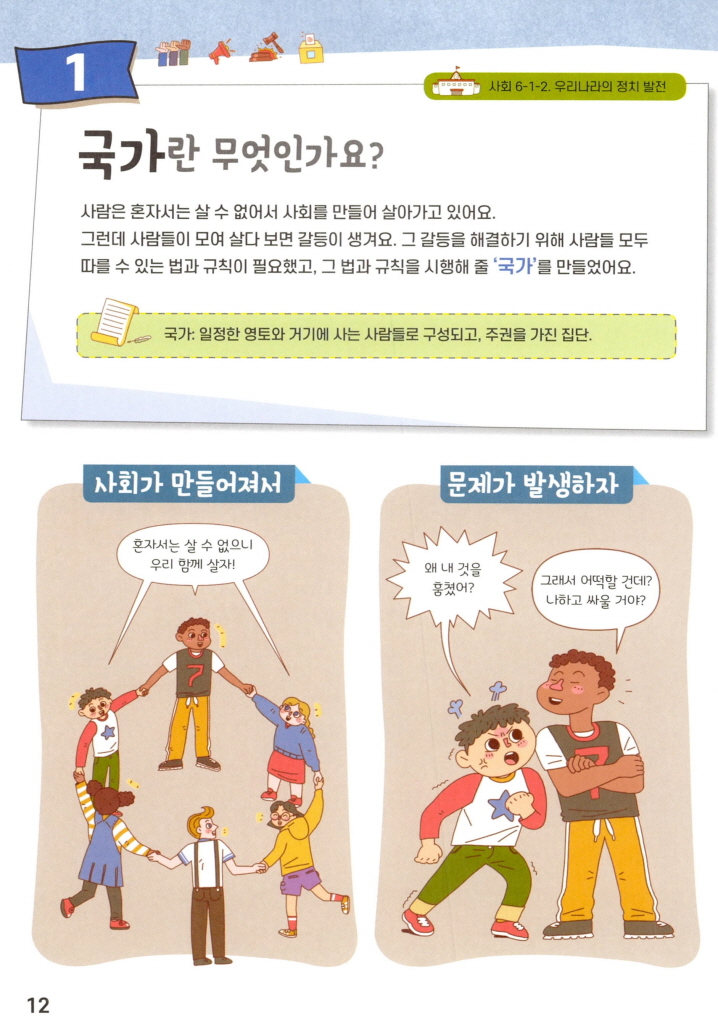 1
사회 6-1-2. 우리나라의 정치 발전
국가란 무엇인가요?
사람은 혼자서는 살 수 없어서 사회를 만들어 살아가고 있어요.
그런데 사람들이 모여 살다 보면 갈등이 생겨요. 그 갈등을 해결하기 위해 사람들 모두
따를 수 있는 법과 규칙이 필요했고, 그 법과 규칙을 시행해 줄 ‘국가’를 만들었어요.
국가: 일정한 영토와 거기에 사는 사람들로 구성되고, 주권을 가진 집단.
사회가 만들어져서
혼자서는 살 수 없으니
우리 함께 살자!
7
문제가 발생하자
왜 내 것을
훔쳤어?
그래서 어떡할 건데?
나하고 싸울 거야?
7
12